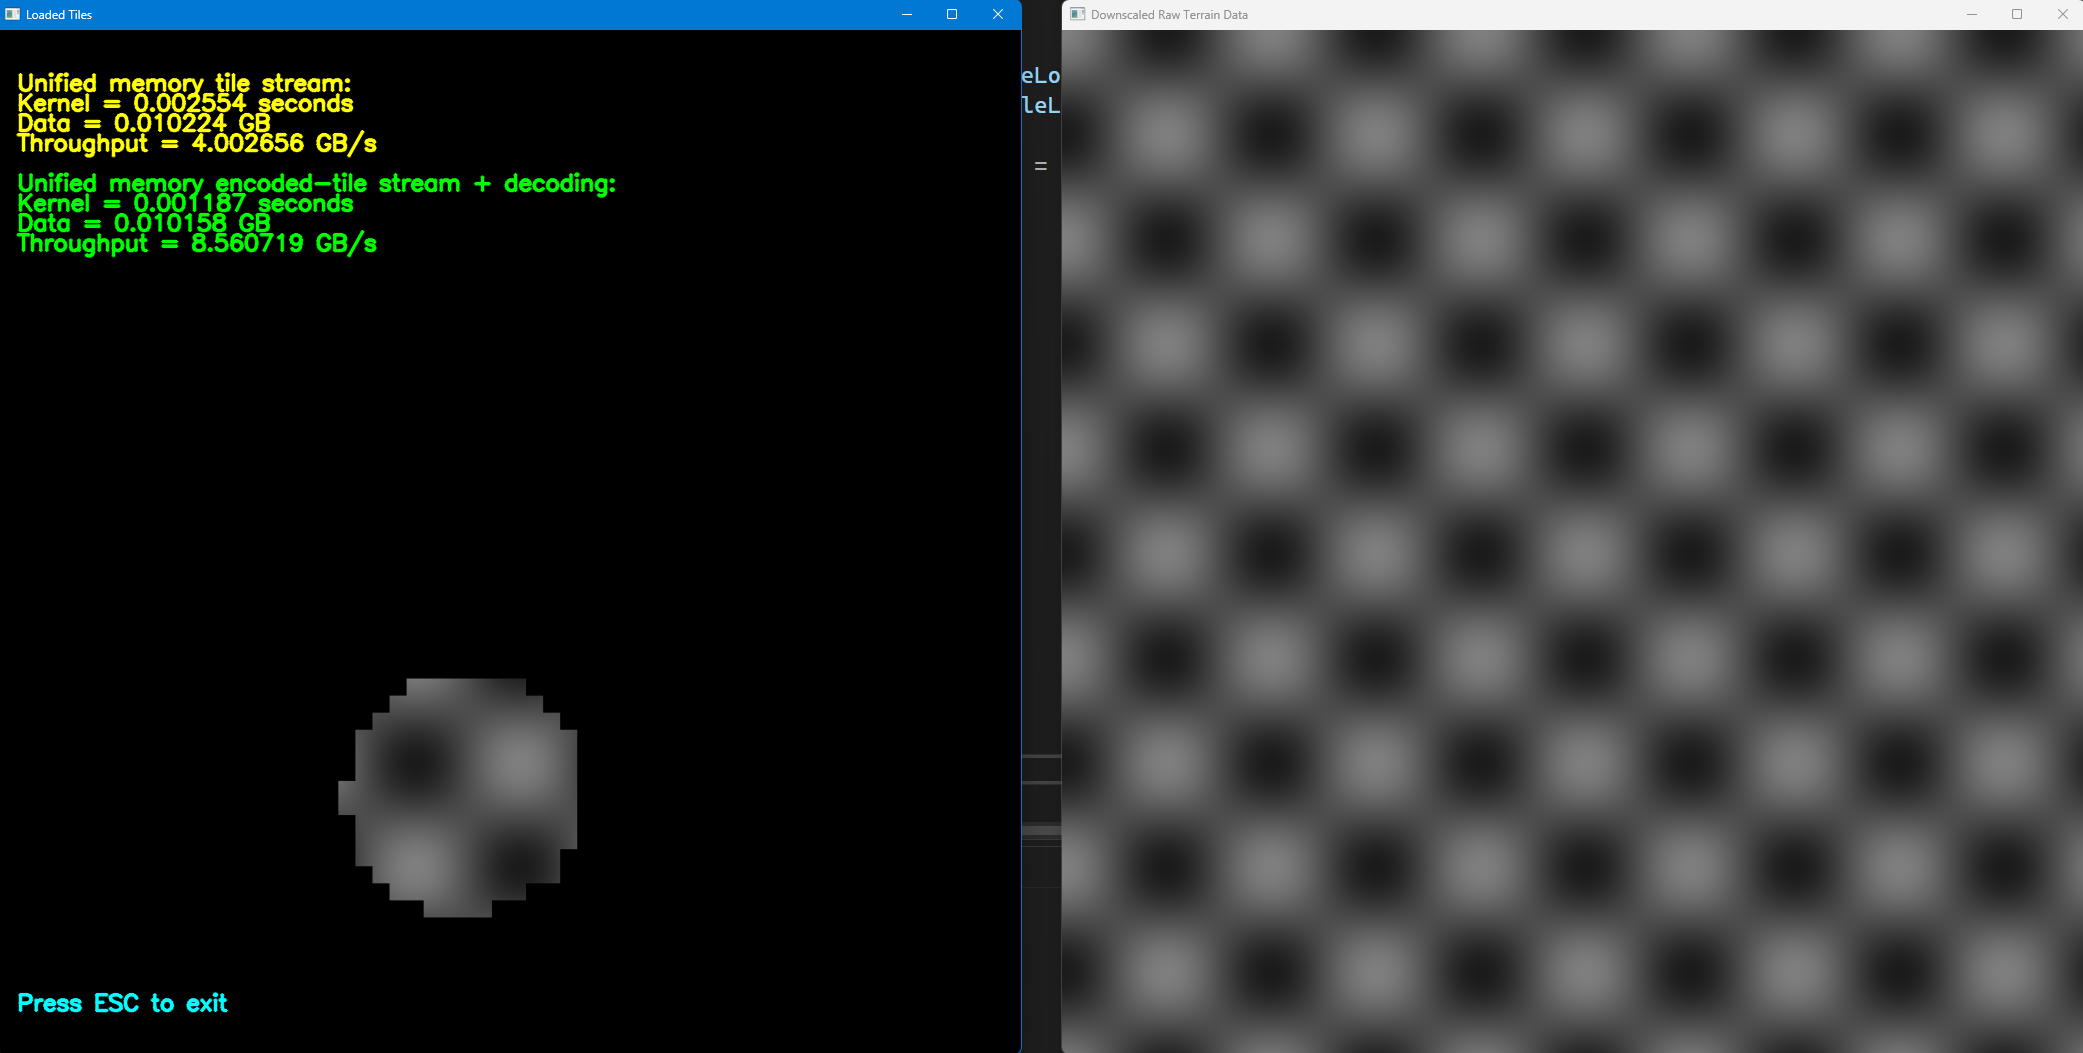 Loaded Tiles
Unified memory tile stream:
Kernel = 0.002554 seconds
Data = 0.010224 GB
Throughput = 4.002656 GB/s
Unified memory encoded-tile stream + decoding:
Kernel = 0.001187 seconds
Data = 0.010158 GB
Throughput = 8.560719 GB/s
Press ESC to exit
eLo
leL
=
Downscaled Raw Terrain Data